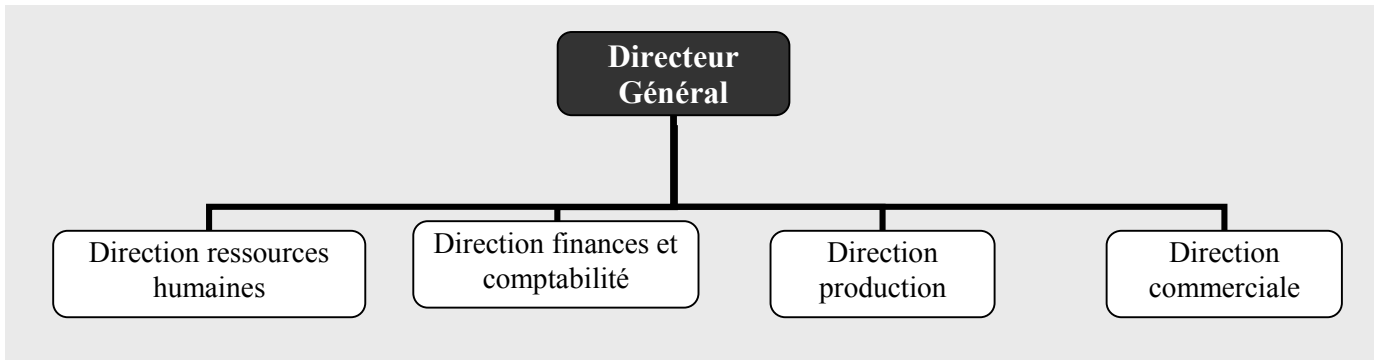 Directeur
Général
Direction ressources
humaines
Direction finances et
comptabilité
Direction
production
Direction
commerciale